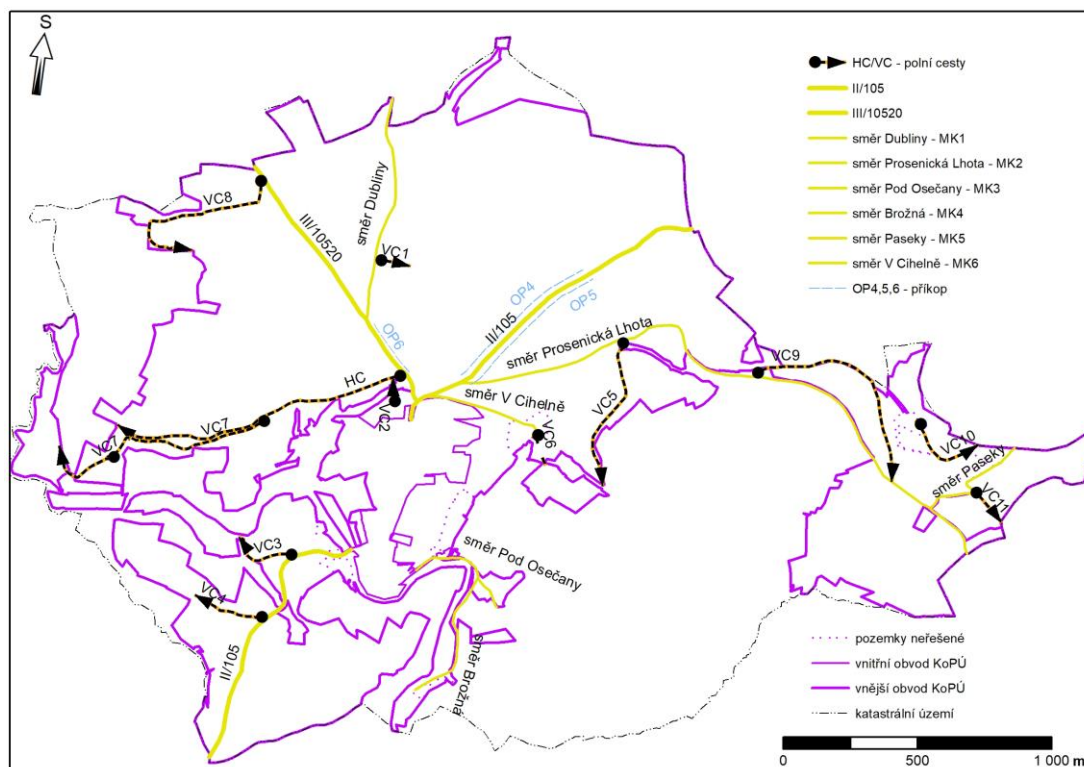 S
HC/VC - polní cesty
II/105
III/10520
směr Dubliny - MK1
směr Prosenická Lhota - MK2
směr Pod Osečany - MK3
směr Brožná - MK4
směr Paseky - MK5
směr V Cihelně - MK6
OP4,5,6 - příkop
VC8
III/10520
směr Dubliny
VC1
OP4
OP5
II/105
OP6
směr Prosenická Lhota
HC
VC2
směr V Cihelně
VC5
VC9
VC7
VC7
VC6
VC10
směr Paseky
VC11
VC3
VC4
směr Pod Osečany
II/105
směr Brožná
pozemky neřešené
vnitřní obvod KoPÚ
vnější obvod KoPÚ
katastrální území
0 500 1 000 m